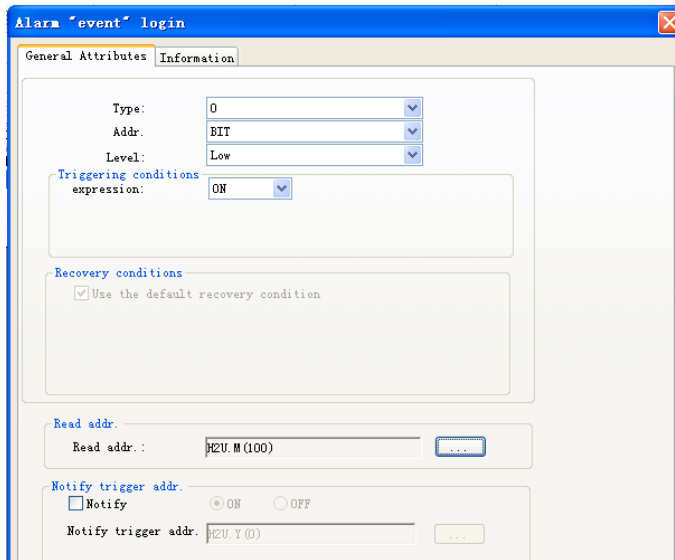 Alarm "event" login
General Attributes Information
Type: 0
Addr. BIT
Level: Low
Triggering conditions
expression: ON
Recovery conditions
Use the default recovery condition
Read addr.
Read addr.: H2U.M(100) ...
Notify trigger addr.
Notify ON OFF
Notify trigger addr. H2U.Y(0) ...